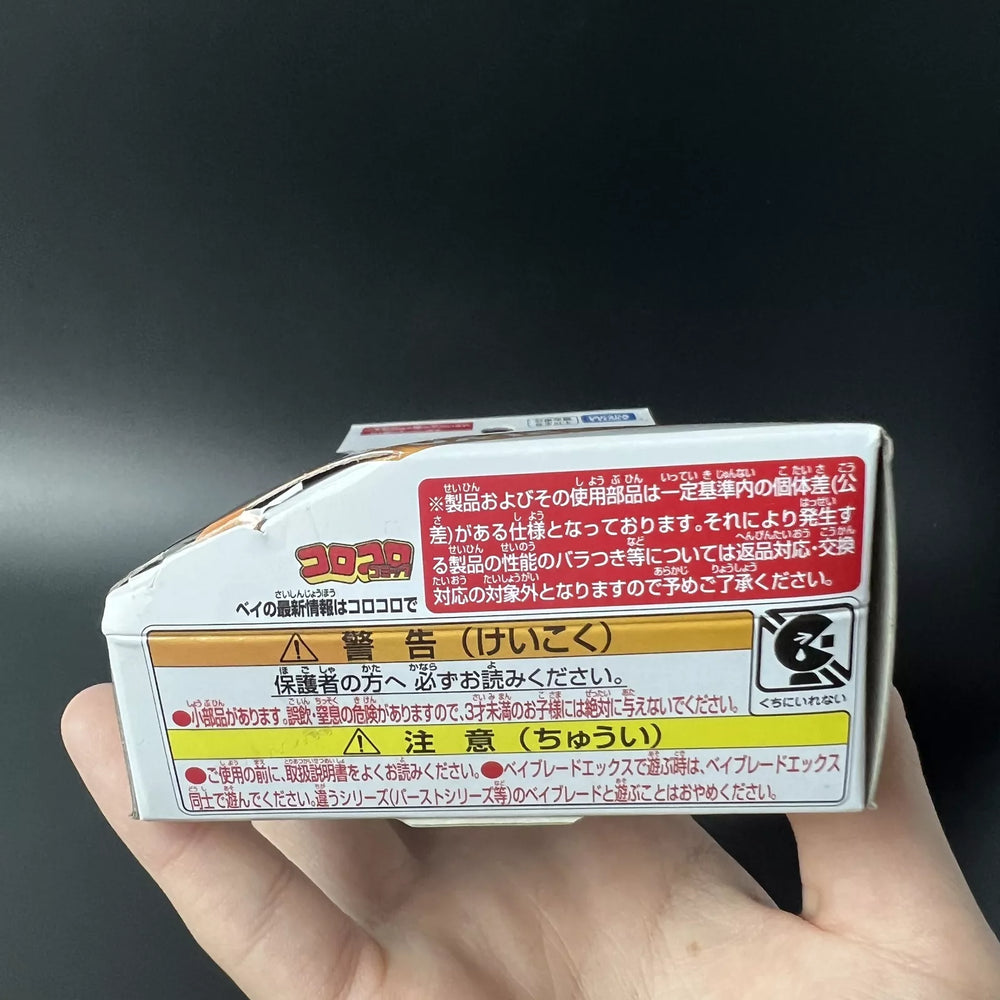 ※製品およびその使用部品は一定基準内の個体差(公
差)がある仕様となっております。それにより発生す
る製品の性能のバラつき等については返品対応・交換
対応の対象外となりますので予めご了承ください。
コロコロ
コミック
ベイの最新情報はコロコロで
⚠ 警告(けいこく)
保護者の方へ 必ずお読みください。
●小部品があります。誤飲・窒息の危険がありますので、3才未満のお子様には絶対に与えないでください。
くちにいれない
⚠ 注意(ちゅうい)
●ご使用の前に、取扱説明書をよくお読みください。●ベイブレードエックスで遊ぶ時は、ベイブレードエックス
同士で遊んでください。違うシリーズ(バーストシリーズ等)のベイブレードと遊ぶことはおやめください。